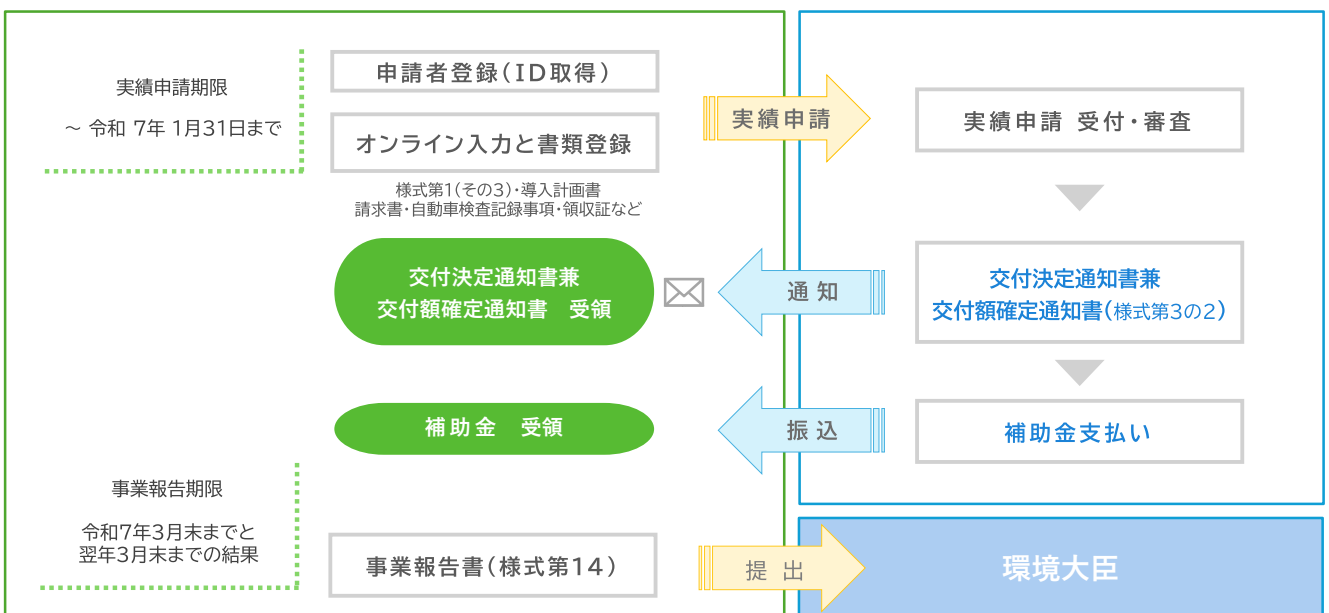 申請者登録(ID取得)
実績申請期限
～ 令和 7年 1月31日まで
オンライン入力と書類登録
様式第1(その3)・導入計画書
請求書・自動車検査記録事項・領収証など
実績申請
実績申請 受付・審査
交付決定通知書兼
交付額確定通知書　受領
通知
交付決定通知書兼
交付額確定通知書(様式第3の2)
補助金　受領
振込
補助金支払い
事業報告期限
令和7年3月末までと
翌年3月末までの結果
事業報告書(様式第14)
提出
環境大臣